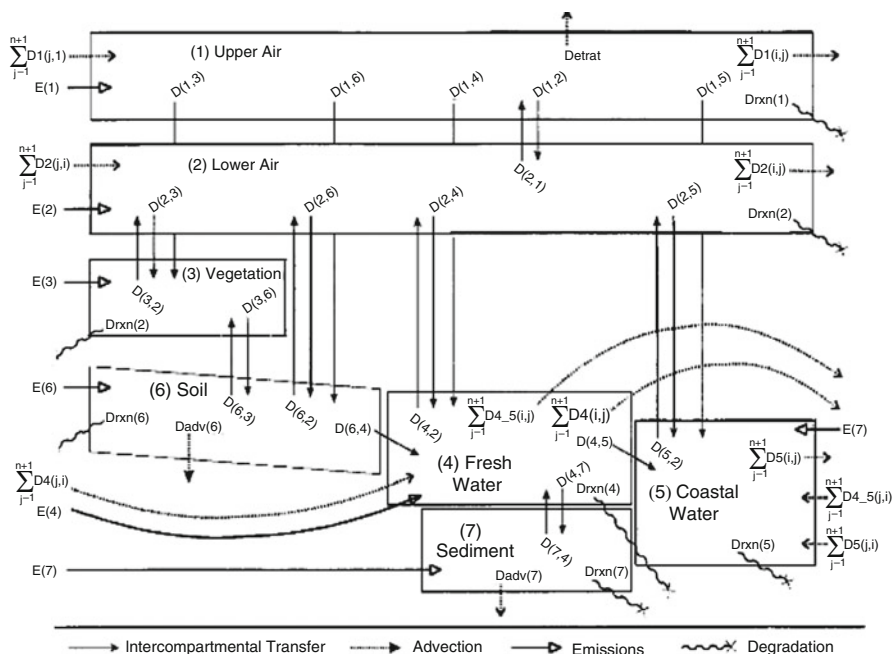 n+1
∑D1(j,1)
j-1
(1) Upper Air
Detrat
n+1
∑D1(i,j)
j-1
E(1)
D(1,3)
D(1,6)
D(1,4)
D(1,2)
D(1,5)
Drxn(1)
n+1
∑D2(j,i)
j-1
(2) Lower Air
D(2,1)
n+1
∑D2(i,j)
j-1
E(2)
D(2,3)
D(2,6)
D(2,4)
D(2,5)
Drxn(2)
E(3)
(3) Vegetation
D(3,2)
D(3,6)
Drxn(2)
E(6)
(6) Soil
Drxn(6)
Dadv(6)
D(6,3)
D(6,2)
D(6,4)
D(4,2)
n+1
∑D4_5(i,j)
j-1
n+1
∑D4(i,j)
j-1
D(4,5)
(4) Fresh
Water
D(4,7)
Drxn(4)
D(5,2)
E(7)
n+1
∑D5(i,j)
j-1
(5) Coastal
Water
n+1
∑D4_5(j,i)
j-1
n+1
∑D5(j,i)
j-1
Drxn(5)
n+1
∑D4(j,i)
j-1
E(4)
(7)
Sediment
D(7,4)
E(7)
Dadv(7)
Drxn(7)
Intercompartmental Transfer
Advection
Emissions
Degradation